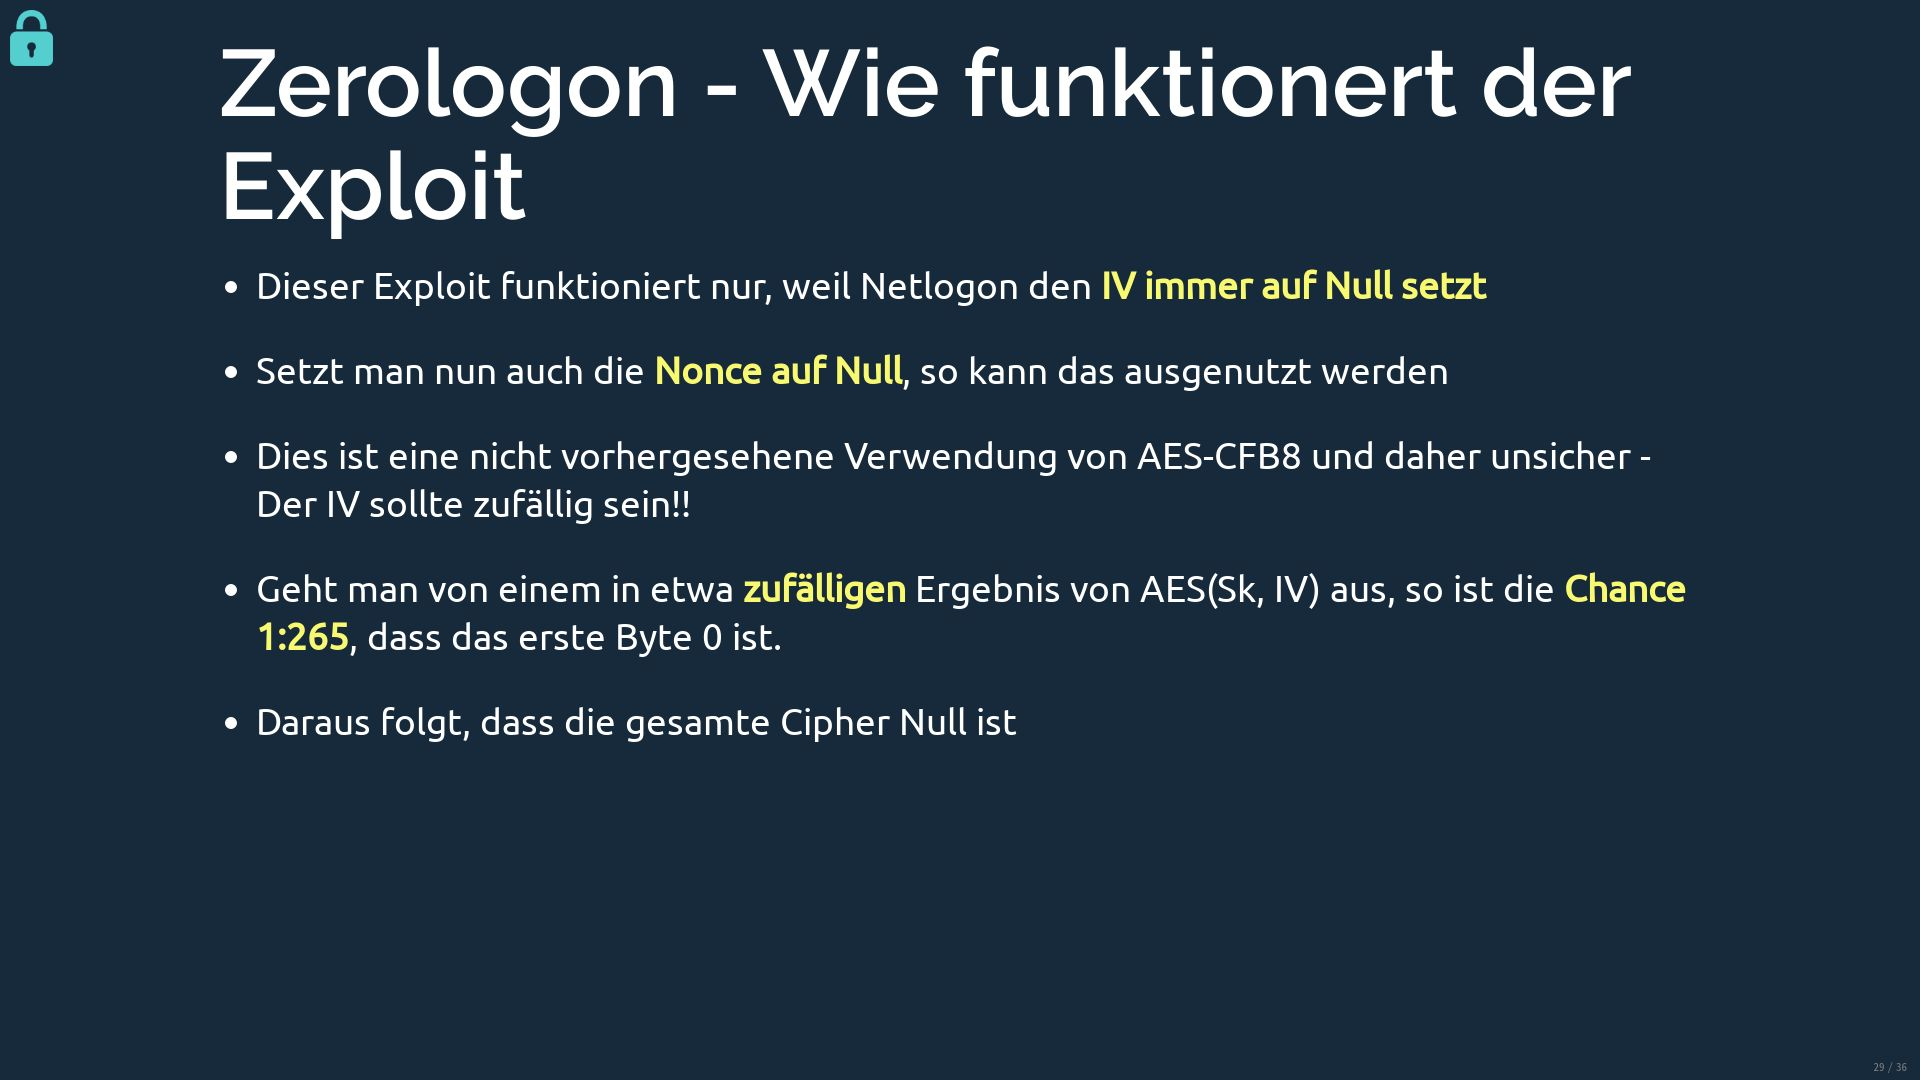 Zerologon - Wie funktionert der
Exploit
• Dieser Exploit funktioniert nur, weil Netlogon den IV immer auf Null setzt
• Setzt man nun auch die Nonce auf Null, so kann das ausgenutzt werden
• Dies ist eine nicht vorhergesehene Verwendung von AES-CFB8 und daher unsicher -
Der IV sollte zufällig sein!!
• Geht man von einem in etwa zufälligen Ergebnis von AES(Sk, IV) aus, so ist die Chance
1:265, dass das erste Byte 0 ist.
• Daraus folgt, dass die gesamte Cipher Null ist
29 / 36